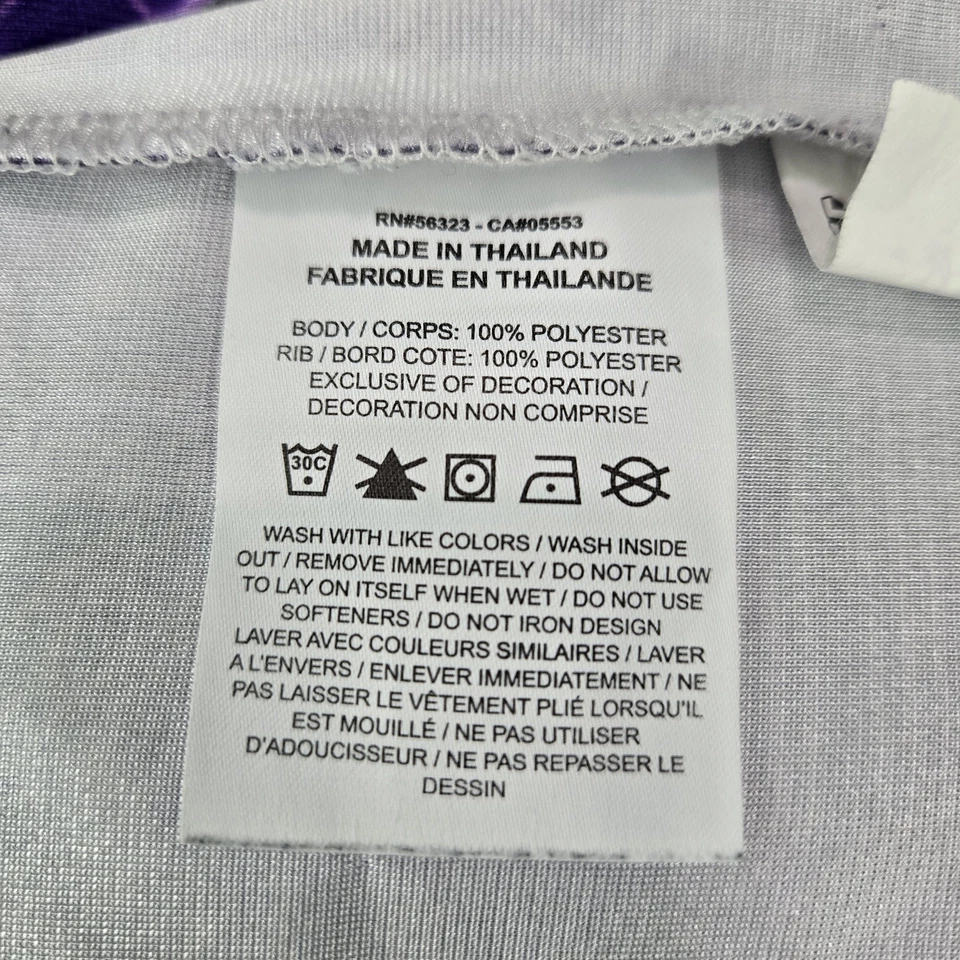 RN#56323 - CA#05553
MADE IN THAILAND
FABRIQUE EN THAILANDE
BODY / CORPS: 100% POLYESTER
RIB / BORD COTE: 100% POLYESTER
EXCLUSIVE OF DECORATION /
DECORATION NON COMPRISE
30C
WASH WITH LIKE COLORS / WASH INSIDE
OUT / REMOVE IMMEDIATELY / DO NOT ALLOW
TO LAY ON ITSELF WHEN WET / DO NOT USE
SOFTENERS / DO NOT IRON DESIGN
LAVER AVEC COULEURS SIMILAIRES / LAVER
A L'ENVERS / ENLEVER IMMEDIATEMENT / NE
PAS LAISSER LE VÊTEMENT PLIÉ LORSQU'IL
EST MOUILLÉ / NE PAS UTILISER
D'ADOUCISSEUR / NE PAS REPASSER LE
DESSIN